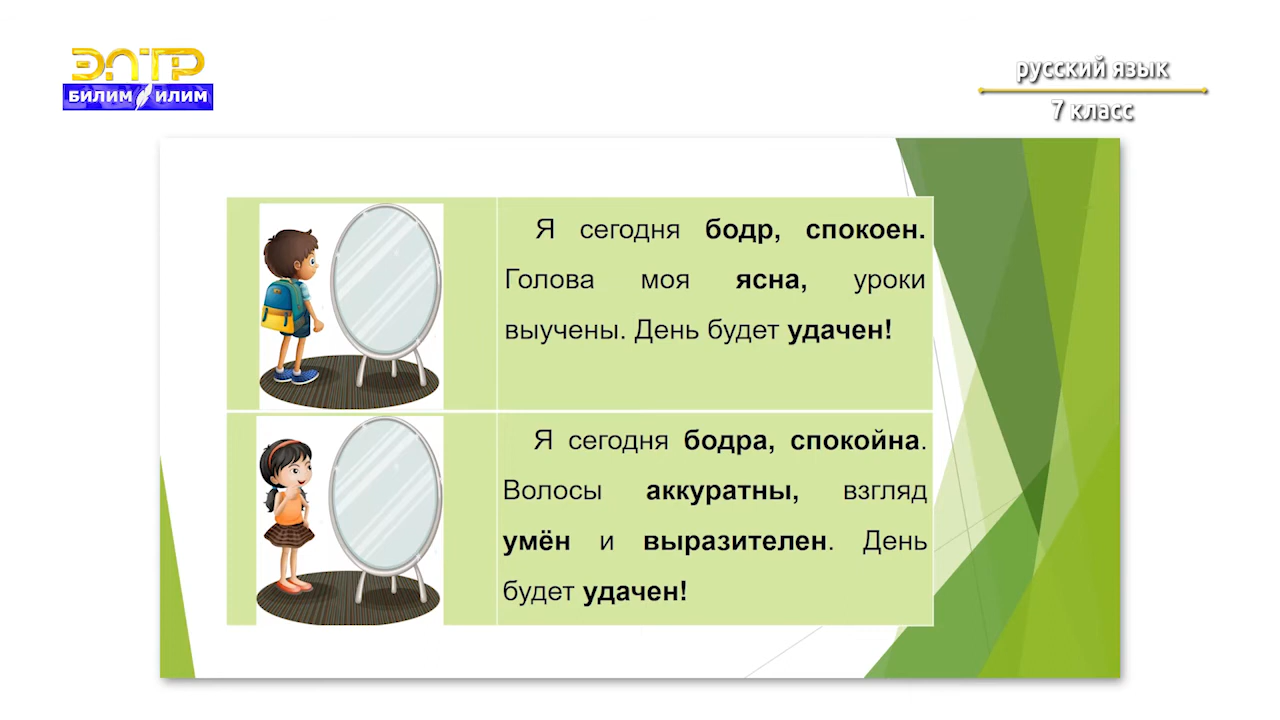 ЭЛТР
БИЛИМ ИЛИМ
русский язык
7 класс
Я сегодня бодр, спокоен.
Голова моя ясна, уроки
выучены. День будет удачен!
Я сегодня бодра, спокойна.
Волосы аккуратны, взгляд
умён и выразителен. День
будет удачен!